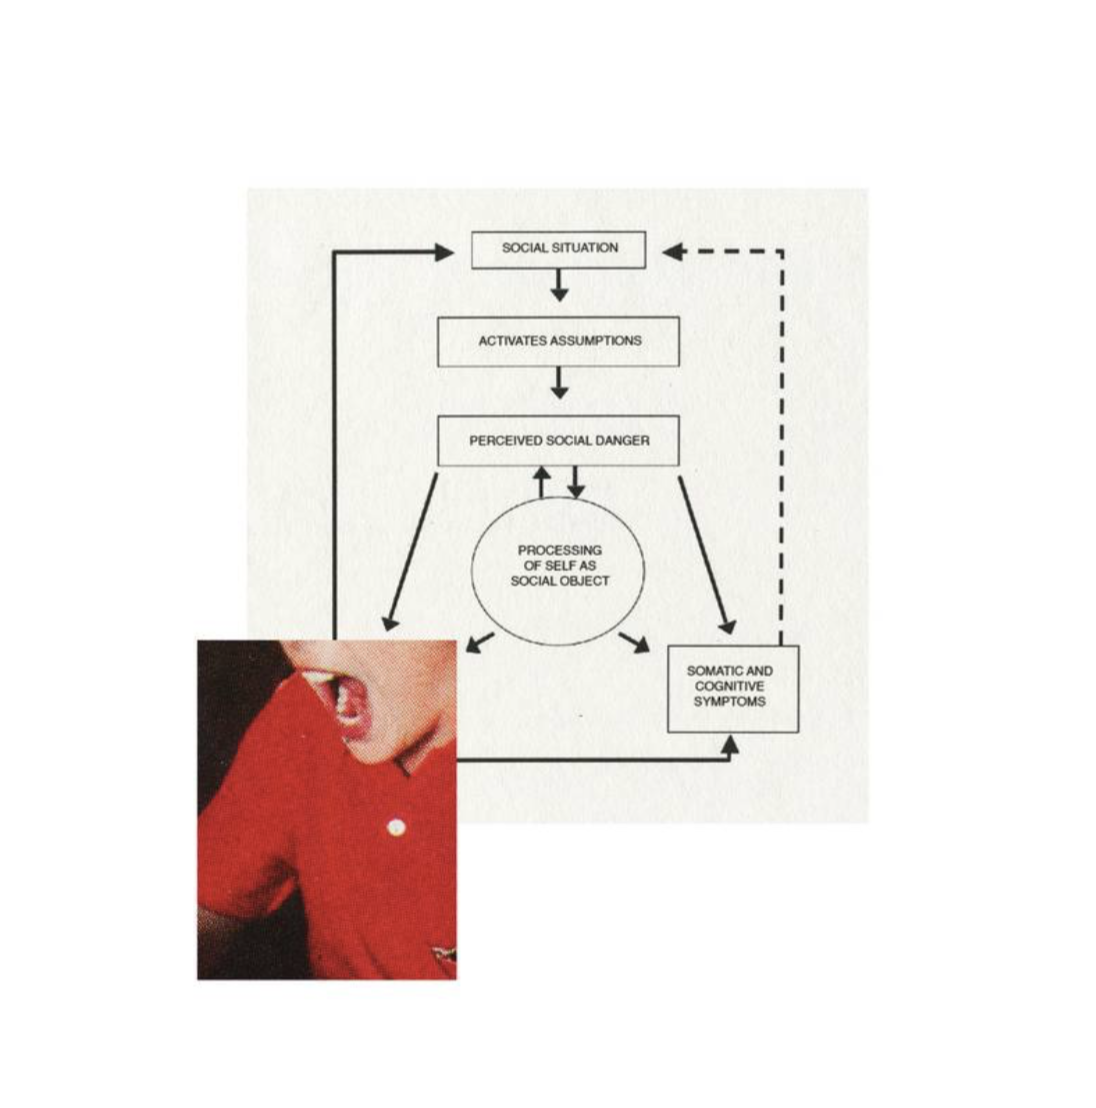 SOCIAL SITUATION
ACTIVATES ASSUMPTIONS
PERCEIVED SOCIAL DANGER
PROCESSING
OF SELF AS
SOCIAL OBJECT
SOMATIC AND
COGNITIVE
SYMPTOMS